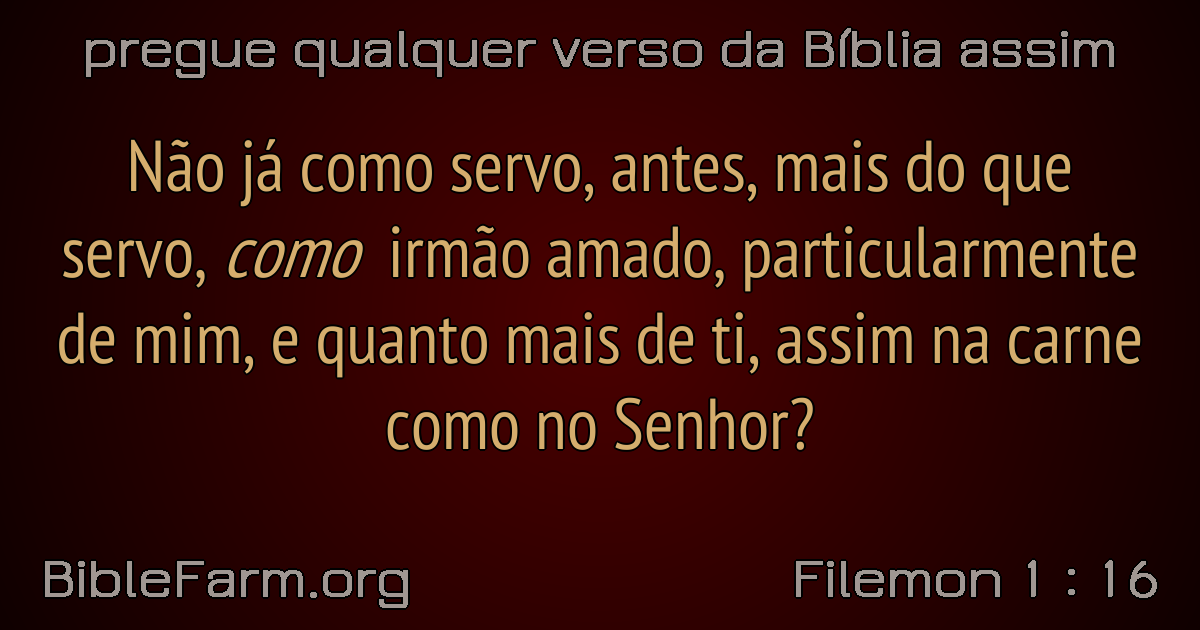 pregue qualquer verso da Bíblia assim
Não já como servo, antes, mais do que
servo, como irmão amado, particularmente
de mim, e quanto mais de ti, assim na carne
como no Senhor?
BibleFarm.org
Filemon 1 : 16